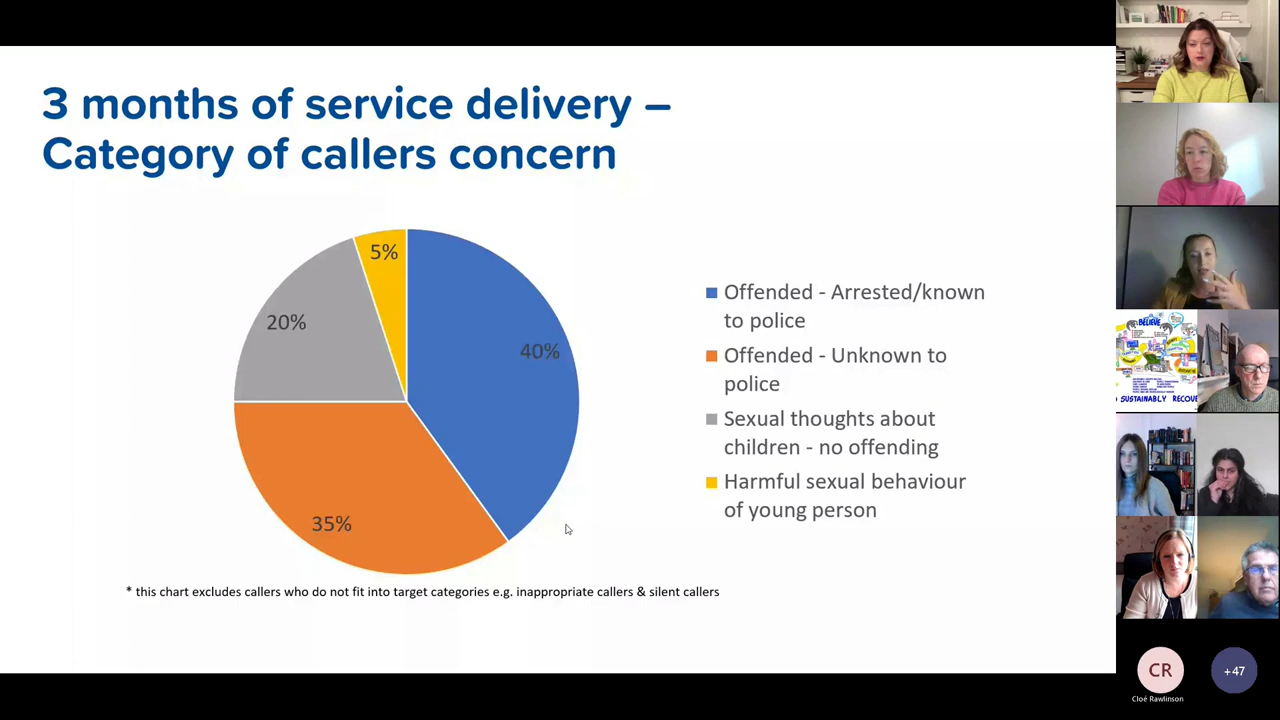 3 months of service delivery –
Category of callers concern
5%
20%
40%
35%
Offended - Arrested/known
to police
Offended - Unknown to
police
Sexual thoughts about
children - no offending
Harmful sexual behaviour
of young person
* this chart excludes callers who do not fit into target categories e.g. inappropriate callers & silent callers
BELIEVE
SUSTAINABLY
CR
Cloé Rawlinson
+47